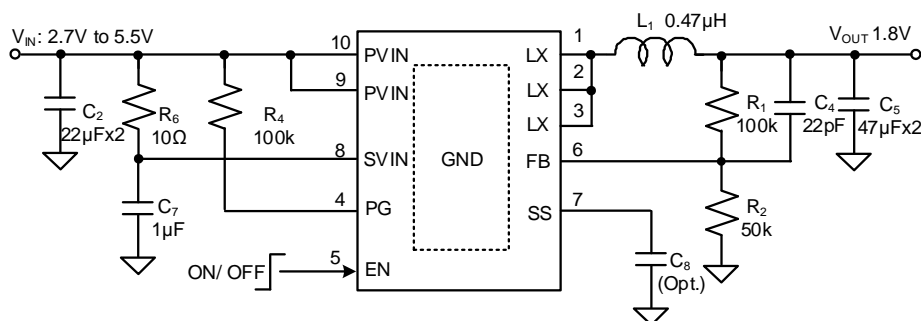 V_IN: 2.7V to 5.5V
C2
22µFx2
R6
10Ω
R4
100k
C7
1µF
ON/ OFF
10
9
8
4
5
PVIN
PVIN
SVIN
PG
EN
GND
LX
LX
LX
FB
SS
1
2
3
6
7
L1 0.47µH
VOUT 1.8V
R1
100k
C4
22pF
C5
47µFx2
R2
50k
C8
(Opt.)